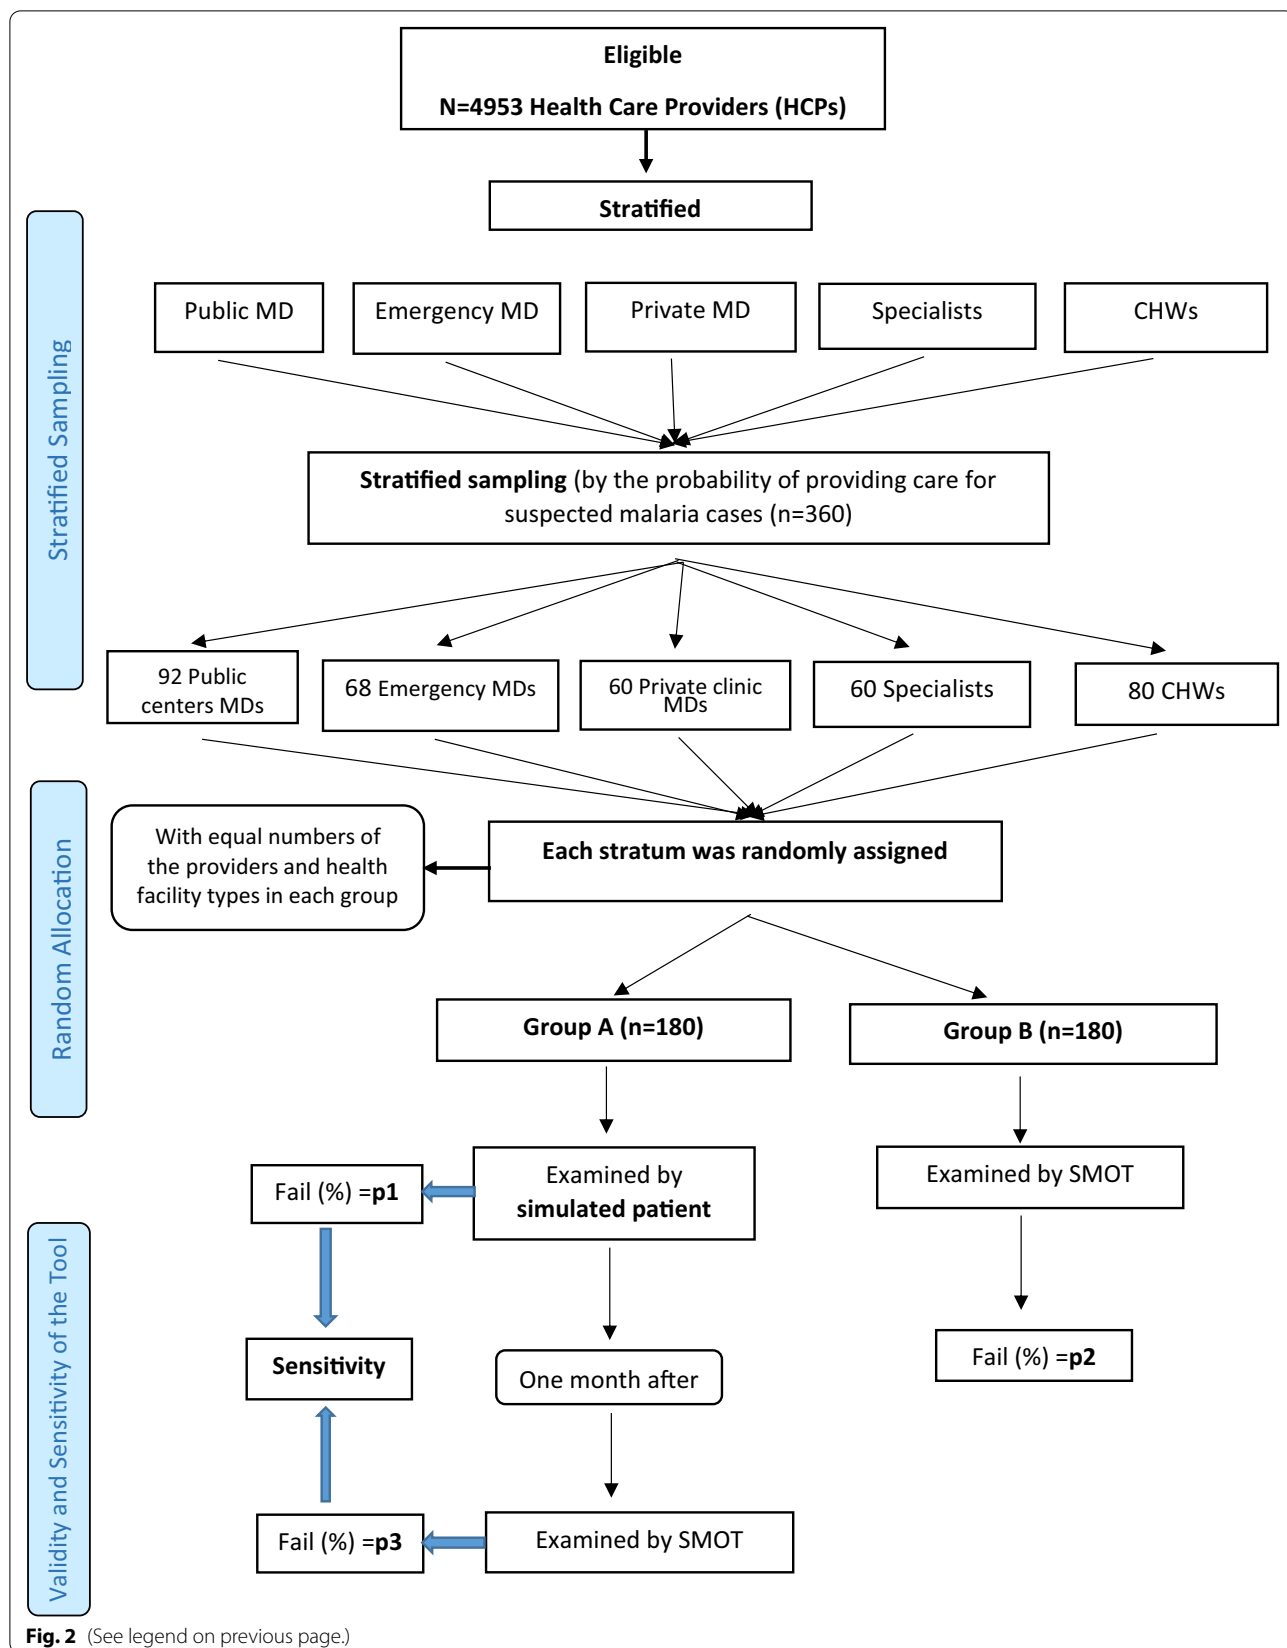 Eligible
N=4953 Health Care Providers (HCPs)
Stratified
Stratified Sampling
Public MD
Emergency MD
Private MD
Specialists
CHWs
Stratified sampling (by the probability of providing care for
suspected malaria cases (n=360)
92 Public
centers MDs
68 Emergency MDs
60 Private clinic
MDs
60 Specialists
80 CHWs
Random Allocation
With equal numbers of
the providers and health
facility types in each group
Each stratum was randomly assigned
Group A (n=180)
Group B (n=180)
Validity and Sensitivity of the Tool
Fail (%) =p1
Examined by
simulated patient
Examined by SMOT
Sensitivity
One month after
Fail (%) =p2
Fail (%) =p3
Examined by SMOT
Fig. 2 (See legend on previous page.)